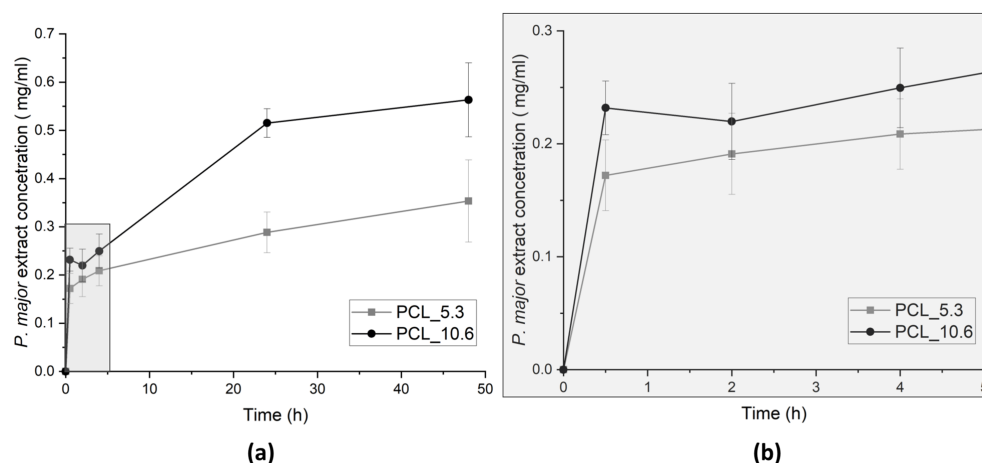 P. major extract concetration ( mg/ml)
0.7
0.6
0.5
0.4
0.3
0.2
0.1
0.0
0 10 20 30 40 50
Time (h)
PCL_5.3
PCL_10.6
(a)
P. major extract concetration ( mg/ml)
0.3
0.2
0.1
0.0
0 1 2 3 4 5
Time (h)
PCL_5.3
PCL_10.6
(b)